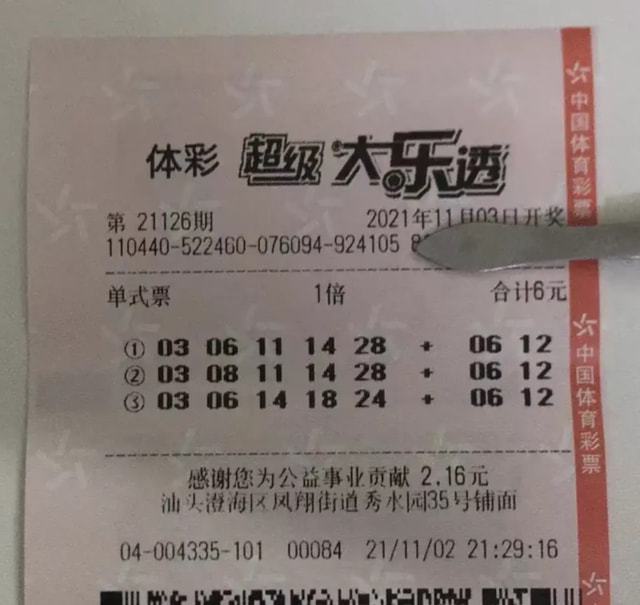 体彩 超级大乐透
第 21126期 2021年11月03日开奖
110440-522460-076094-924105
单式票 1倍 合计6元
① 03 06 11 14 28 + 06 12
② 03 08 11 14 28 + 06 12
③ 03 06 14 18 24 + 06 12
感谢您为公益事业贡献 2.16元
汕头澄海区凤翔街道秀水园35号铺面
04-004335-101 00084 21/11/02 21:29:16
中国体育彩票
中国体育彩票